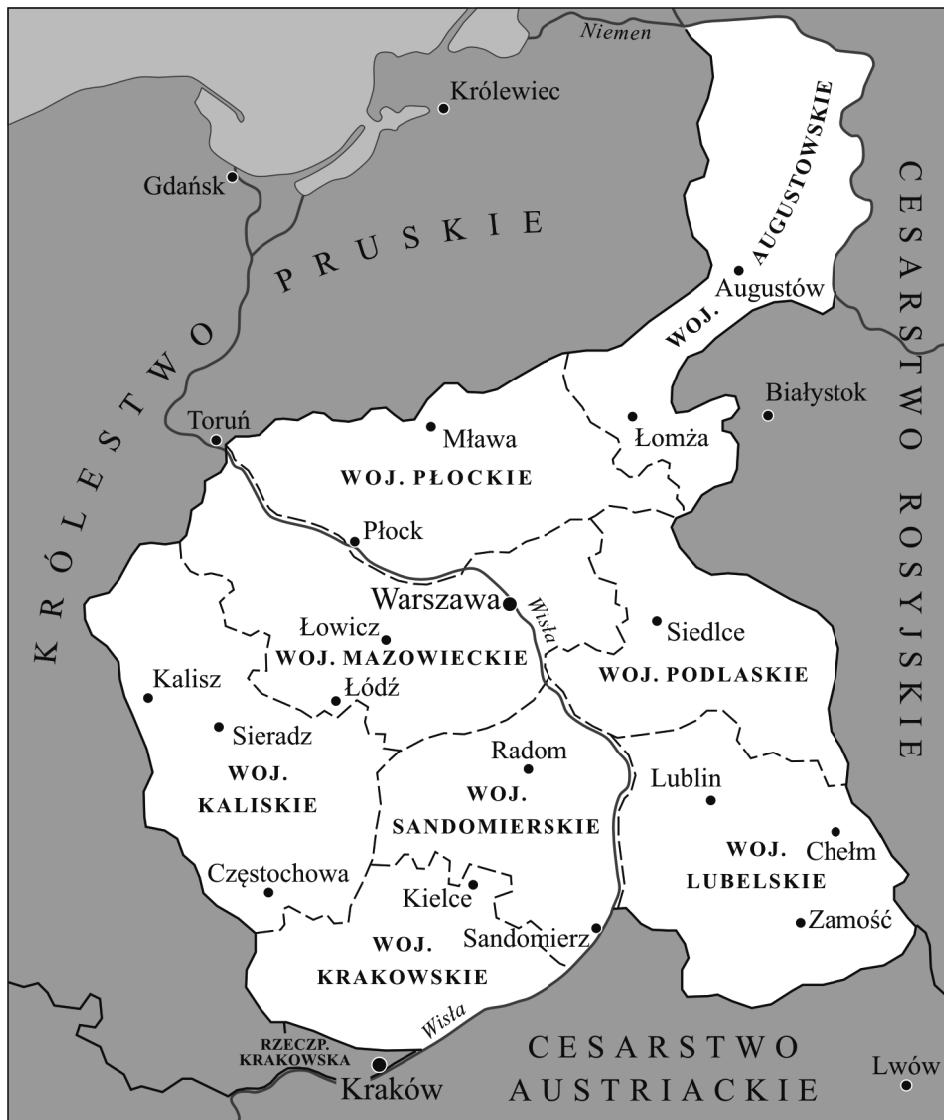 Niemen
Królewiec
Gdańsk
KRÓLESTWO PRUSKIE
CESARSTWO ROSYJSKIE
WOJ. AUGUSTOWSKIE
Augustów
Białystok
Toruń
Mława
Łomża
WOJ. PŁOCKIE
Płock
Warszawa
Wisła
Łowicz
Siedlce
WOJ. MAZOWIECKIE
WOJ. PODLASKIE
Kalisz
Łódź
Sieradz
Radom
WOJ.
KALISKIE
WOJ.
SANDOMIERSKIE
Lublin
Chełm
WOJ.
LUBELSKIE
Częstochowa
Kielce
Zamość
Sandomierz
WOJ.
KRAKOWSKIE
Wisła
RZECZP.
KRAKOWSKA
Kraków
CESARSTWO
AUSTRIACKIE
Lwów